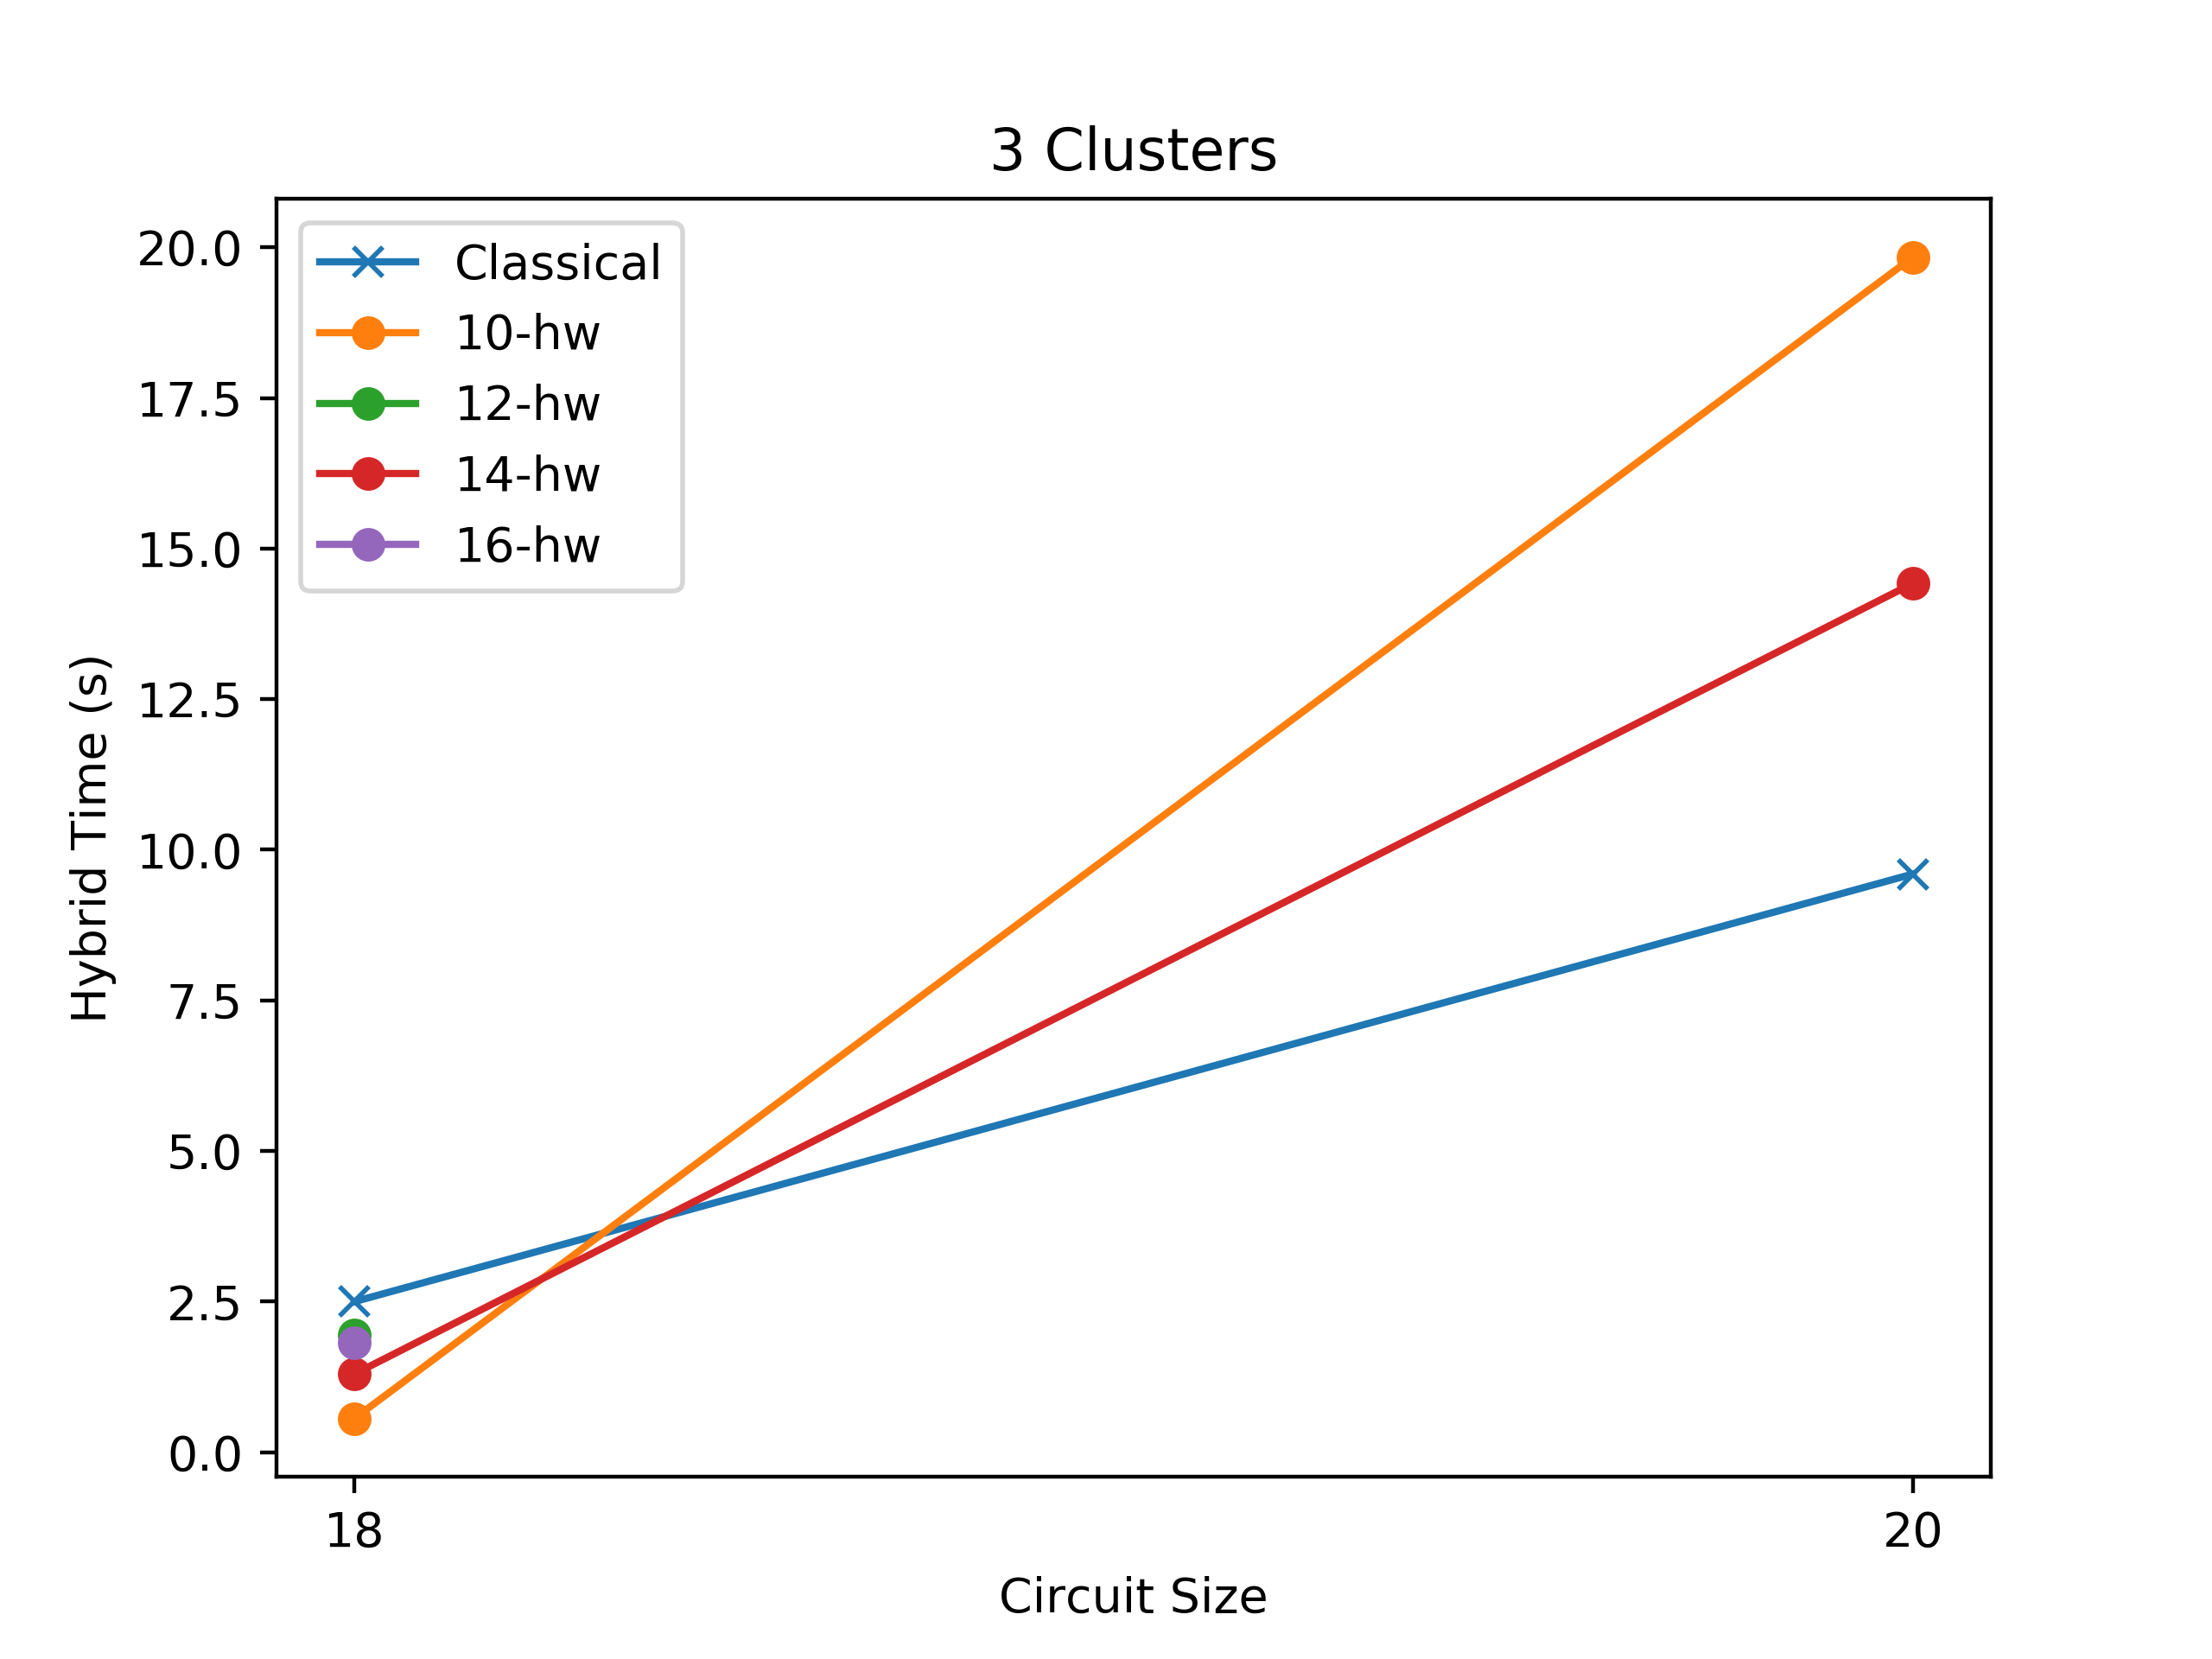 3 Clusters
Classical
10-hw
12-hw
14-hw
16-hw
20.0
17.5
15.0
12.5
10.0
7.5
5.0
2.5
0.0
Hybrid Time (s)
18 20
Circuit Size